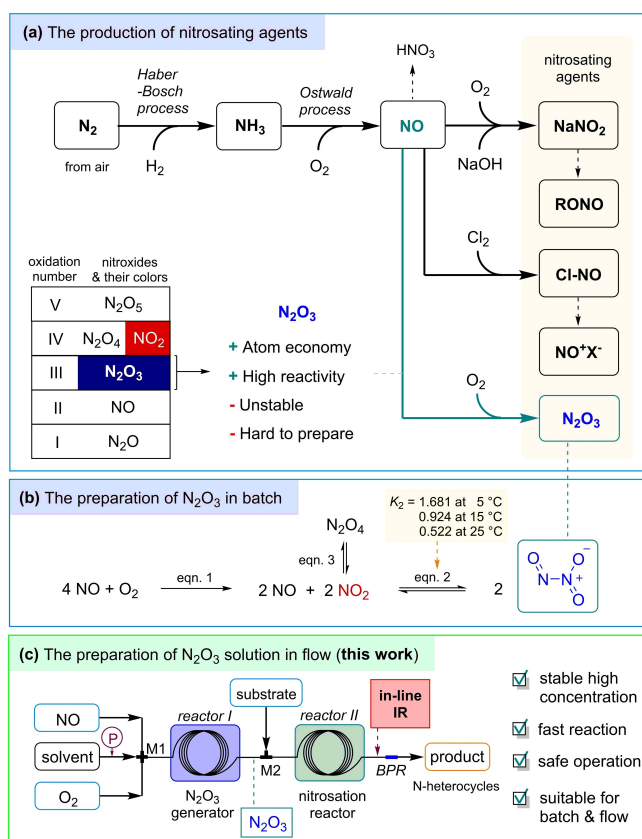 (a) The production of nitrosating agents
HNO₃
nitrosating
agents
Haber
-Bosch
process
Ostwald
process
O₂
N₂
NH₃
NO
NaNO₂
from air
H₂
O₂
NaOH
RONO
Cl₂
oxidation
number
nitroxides
& their colors
Cl-NO
V N₂O₅
IV N₂O₄ NO₂
III N₂O₃
II NO
I N₂O
N₂O₃
+ Atom economy
+ High reactivity
- Unstable
- Hard to prepare
NO⁺X⁻
O₂
N₂O₃
(b) The preparation of N₂O₃ in batch
K₂ = 1.681 at 5 °C
0.924 at 15 °C
0.522 at 25 °C
N₂O₄
eqn. 3
4 NO + O₂ eqn. 1 2 NO + 2 NO₂ eqn. 2 2
O O⁻
N–N⁺
O
(c) The preparation of N₂O₃ solution in flow (this work)
substrate
in-line
IR
NO
reactor I
reactor II
P
solvent
M1
M2
BPR
product
O₂
N₂O₃
generator
nitrosation
reactor
N-heterocycles
N₂O₃
stable high
concentration
fast reaction
safe operation
suitable for
batch & flow